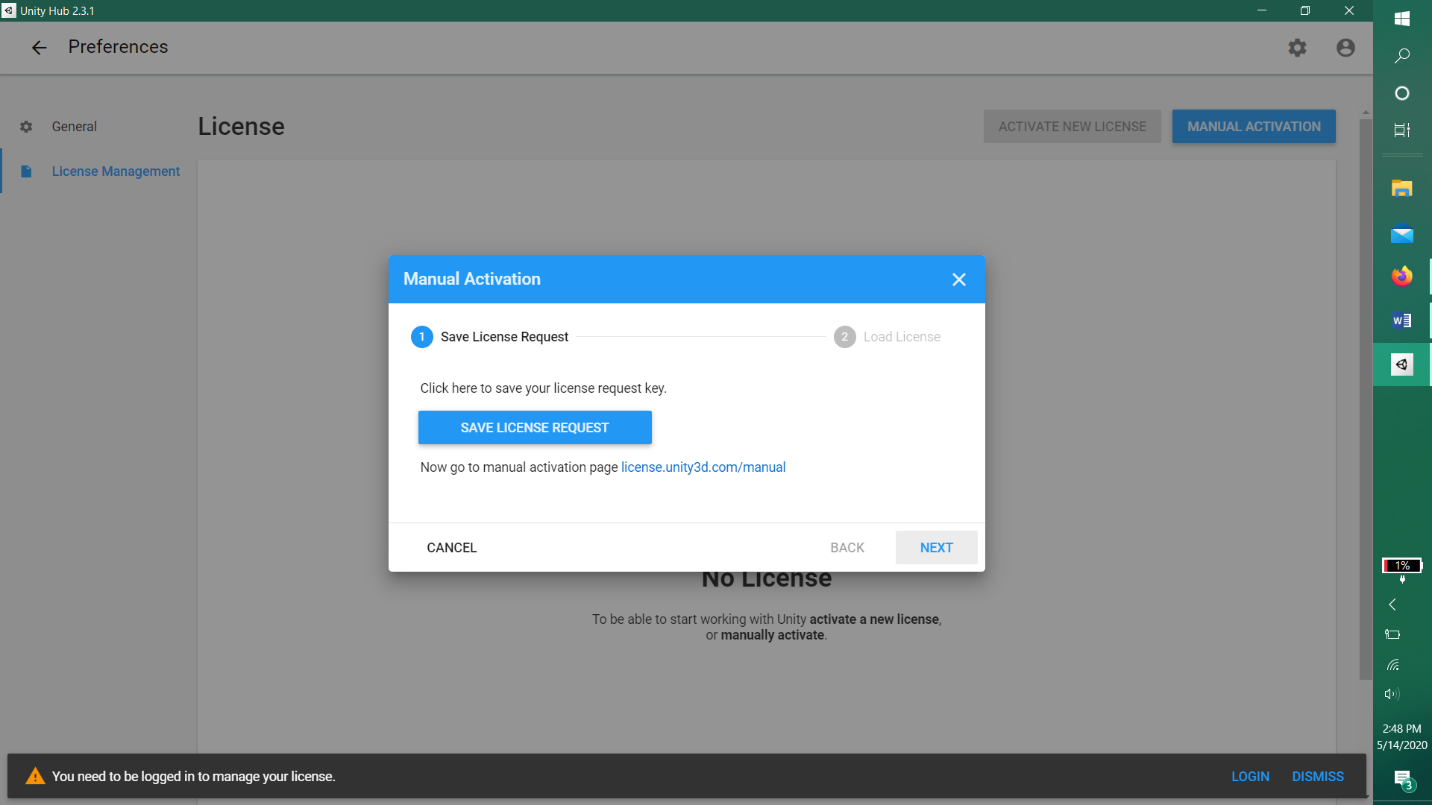 Unity Hub 2.3.1
Preferences
General
License Management
License
ACTIVATE NEW LICENSE
MANUAL ACTIVATION
Manual Activation
1 Save License Request
2 Load License
Click here to save your license request key.
SAVE LICENSE REQUEST
Now go to manual activation page license.unity3d.com/manual
CANCEL
BACK
NEXT
No License
To be able to start working with Unity activate a new license,
or manually activate.
You need to be logged in to manage your license.
LOGIN
DISMISS
W
1%
2:48 PM
5/14/2020
3